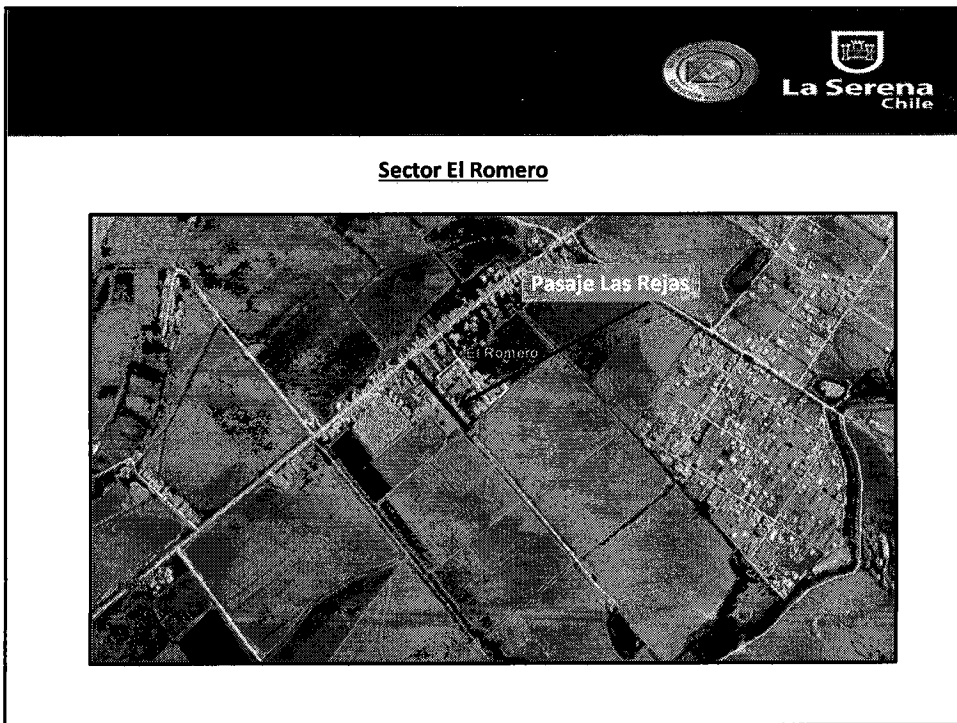 La Serena
Chile
Sector El Romero
Pasaje Las Rejas
El Romero